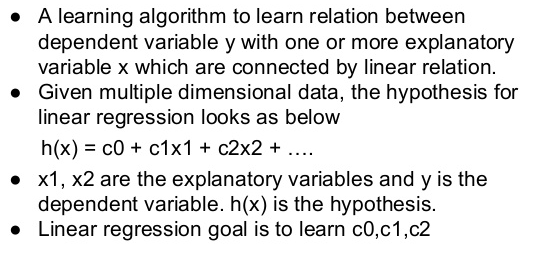 ● A learning algorithm to learn relation between
dependent variable y with one or more explanatory
variable x which are connected by linear relation.
● Given multiple dimensional data, the hypothesis for
linear regression looks as below
h(x) = c0 + c1x1 + c2x2 + ….
● x1, x2 are the explanatory variables and y is the
dependent variable. h(x) is the hypothesis.
● Linear regression goal is to learn c0,c1,c2